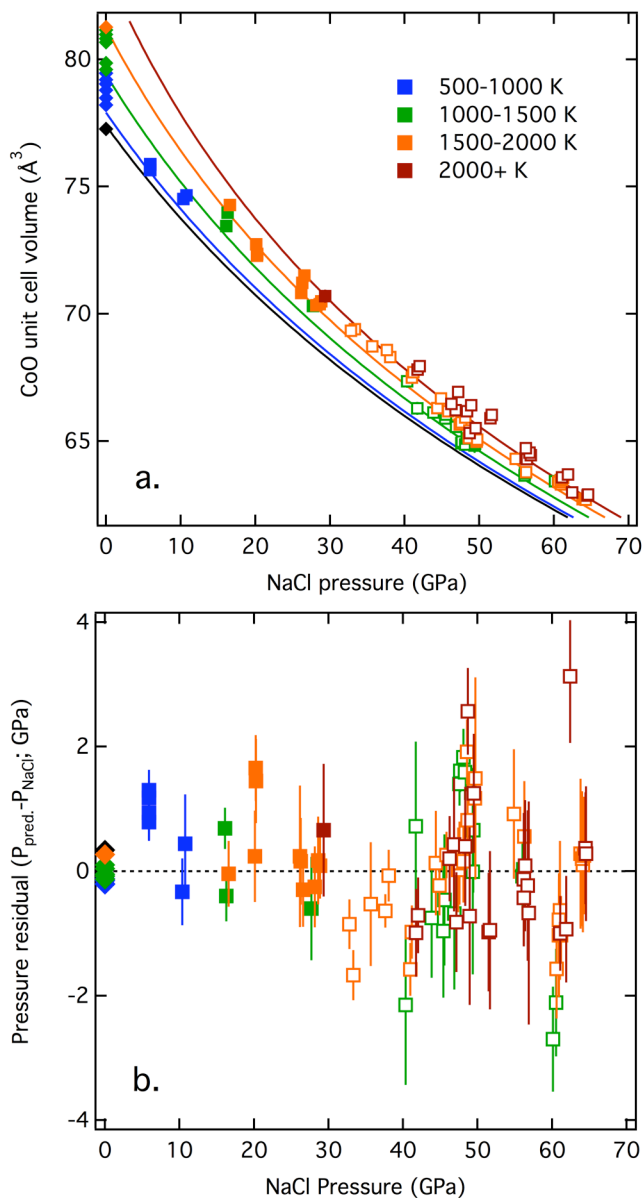 80
75
70
65
CoO unit cell volume (Å³)
500-1000 K
1000-1500 K
1500-2000 K
2000+ K
a.
0 10 20 30 40 50 60 70
NaCl pressure (GPa)
4
2
0
-2
-4
Pressure residual (P_pred.-P_NaCl; GPa)
b.
0 10 20 30 40 50 60 70
NaCl Pressure (GPa)